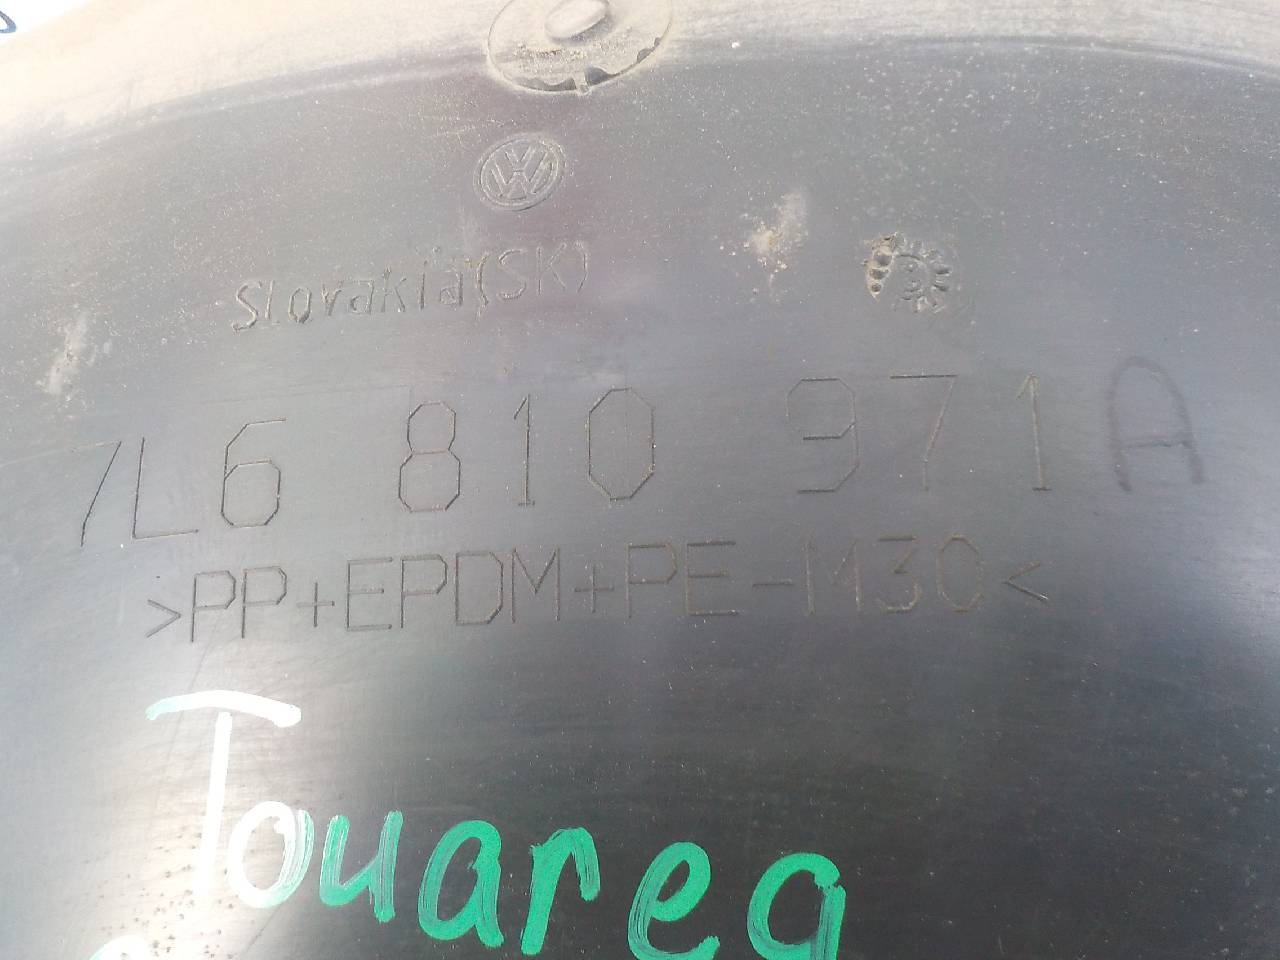 Slovakia(SK)
7L6 810 971A
>PP+EPDM+PE-M30<
Touareg